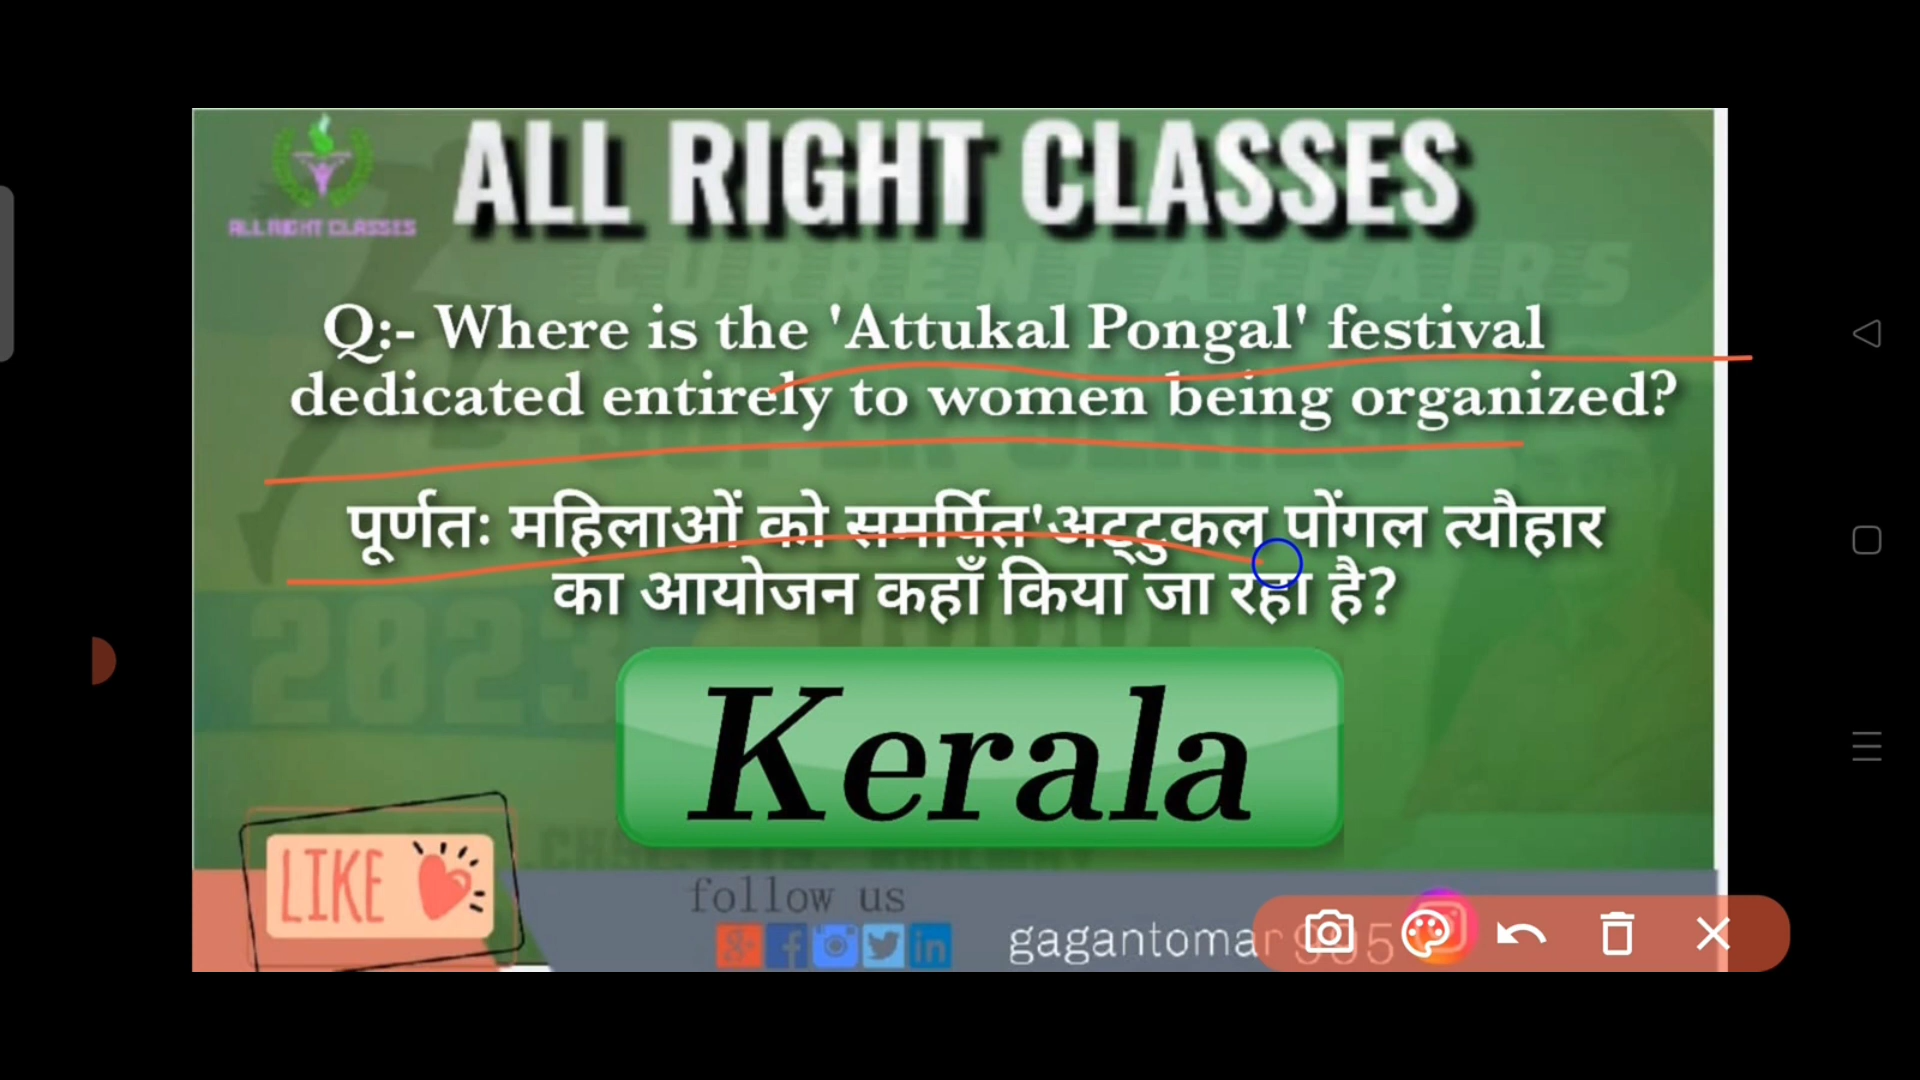 ALL RIGHT CLASSES
ALL RIGHT CLASSES
CURRENT AFFAIRS
Q:- Where is the 'Attukal Pongal' festival
dedicated entirely to women being organized?
पूर्णतः महिलाओं को समर्पित'अट्टुकल पोंगल त्यौहार
का आयोजन कहाँ किया जा रहा है?
2023
Kerala
LIKE
follow us
gagantomar